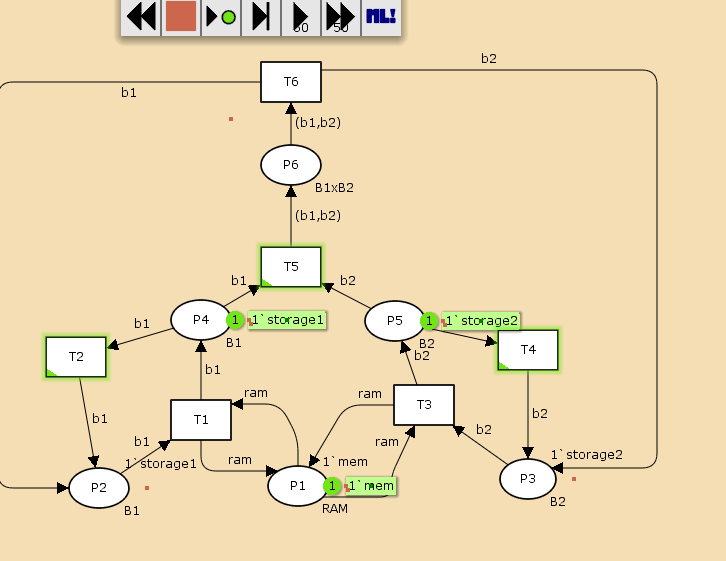 ML!
50
50
b2
T6
b1
(b1,b2)
P6
B1xB2
(b1,b2)
T5
b1
b2
P4
1
1`storage1
B1
P5
1
1`storage2
B2
b1
T2
T4
b2
b1
ram
ram
T1
T3
b1
b2
b1
ram
b2
1`storage1
ram
1`mem
1`storage2
P2
P1
1
1`mem
P3
B1
RAM
B2